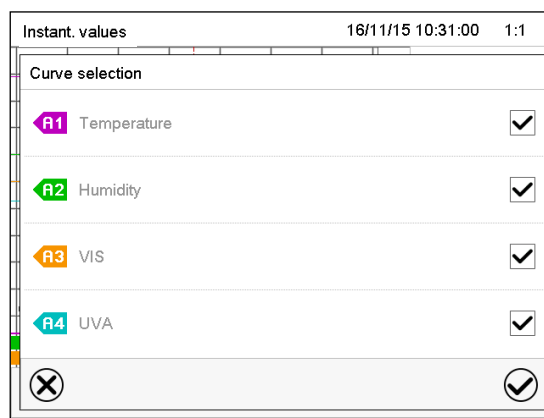 Instant. values 16/11/15 10:31:00 1:1
Curve selection
A1 Temperature
A2 Humidity
A3 VIS
A4 UVA